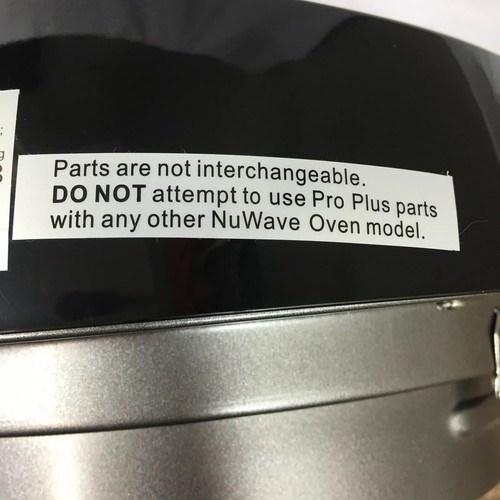 Parts are not interchangeable.
DO NOT attempt to use Pro Plus parts
with any other NuWave Oven model.